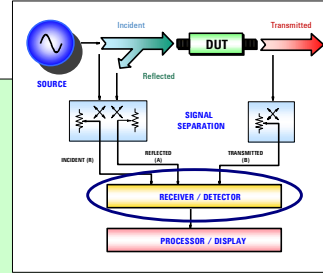 Incident
Transmitted
DUT
SOURCE
Reflected
SIGNAL
SEPARATION
INCIDENT (R)
REFLECTED
(A)
TRANSMITTED
(B)
RECEIVER / DETECTOR
PROCESSOR / DISPLAY